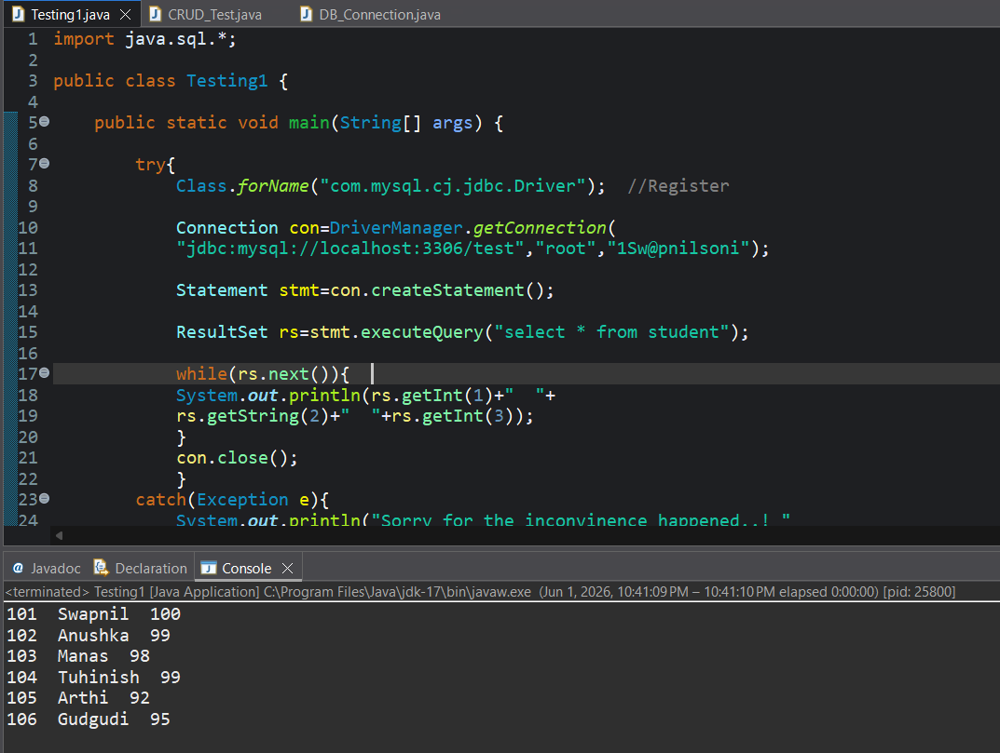 Testing1.java CRUD_Test.java DB_Connection.java
1 import java.sql.*;
2
3 public class Testing1 {
4
5 public static void main(String[] args) {
6
7 try{
8 Class.forName("com.mysql.cj.jdbc.Driver"); //Register
9
10 Connection con=DriverManager.getConnection(
11 "jdbc:mysql://localhost:3306/test","root","1Sw@pnilsoni");
12
13 Statement stmt=con.createStatement();
14
15 ResultSet rs=stmt.executeQuery("select * from student");
16
17 while(rs.next()){
18 System.out.println(rs.getInt(1)+"  "+
19 rs.getString(2)+"  "+rs.getInt(3));
20 }
21 con.close();
22 }
23 catch(Exception e){
24 System.out.println("Sorry for the inconvinence happened..! "
Javadoc Declaration Console
<terminated> Testing1 [Java Application] C:\Program Files\Java\jdk-17\bin\javaw.exe (Jun 1, 2026, 10:41:09 PM – 10:41:10 PM elapsed 0:00:00) [pid: 25800]
101  Swapnil  100
102  Anushka  99
103  Manas  98
104  Tuhinish  99
105  Arthi  92
106  Gudgudi  95